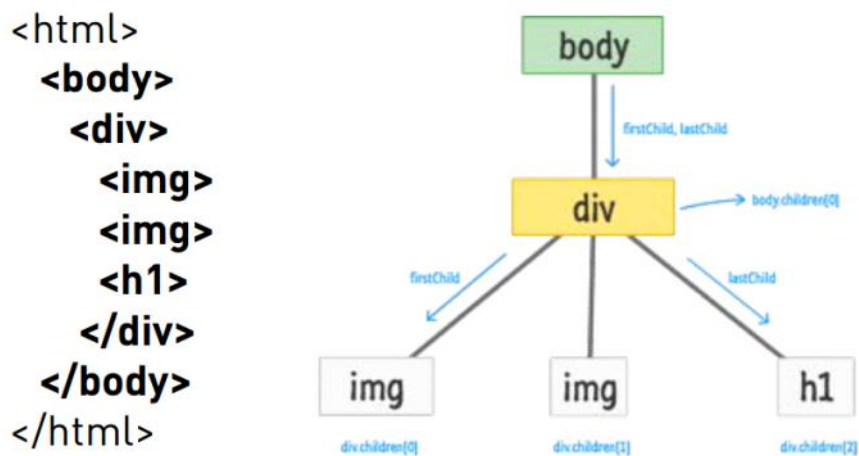 <html>
<body>
<div>
<img>
<img>
<h1>
</div>
</body>
</html>
body
firstChild, lastChild
div
body.children[0]
firstChild
lastChild
img
img
h1
div.children[0]
div.children[1]
div.children[2]